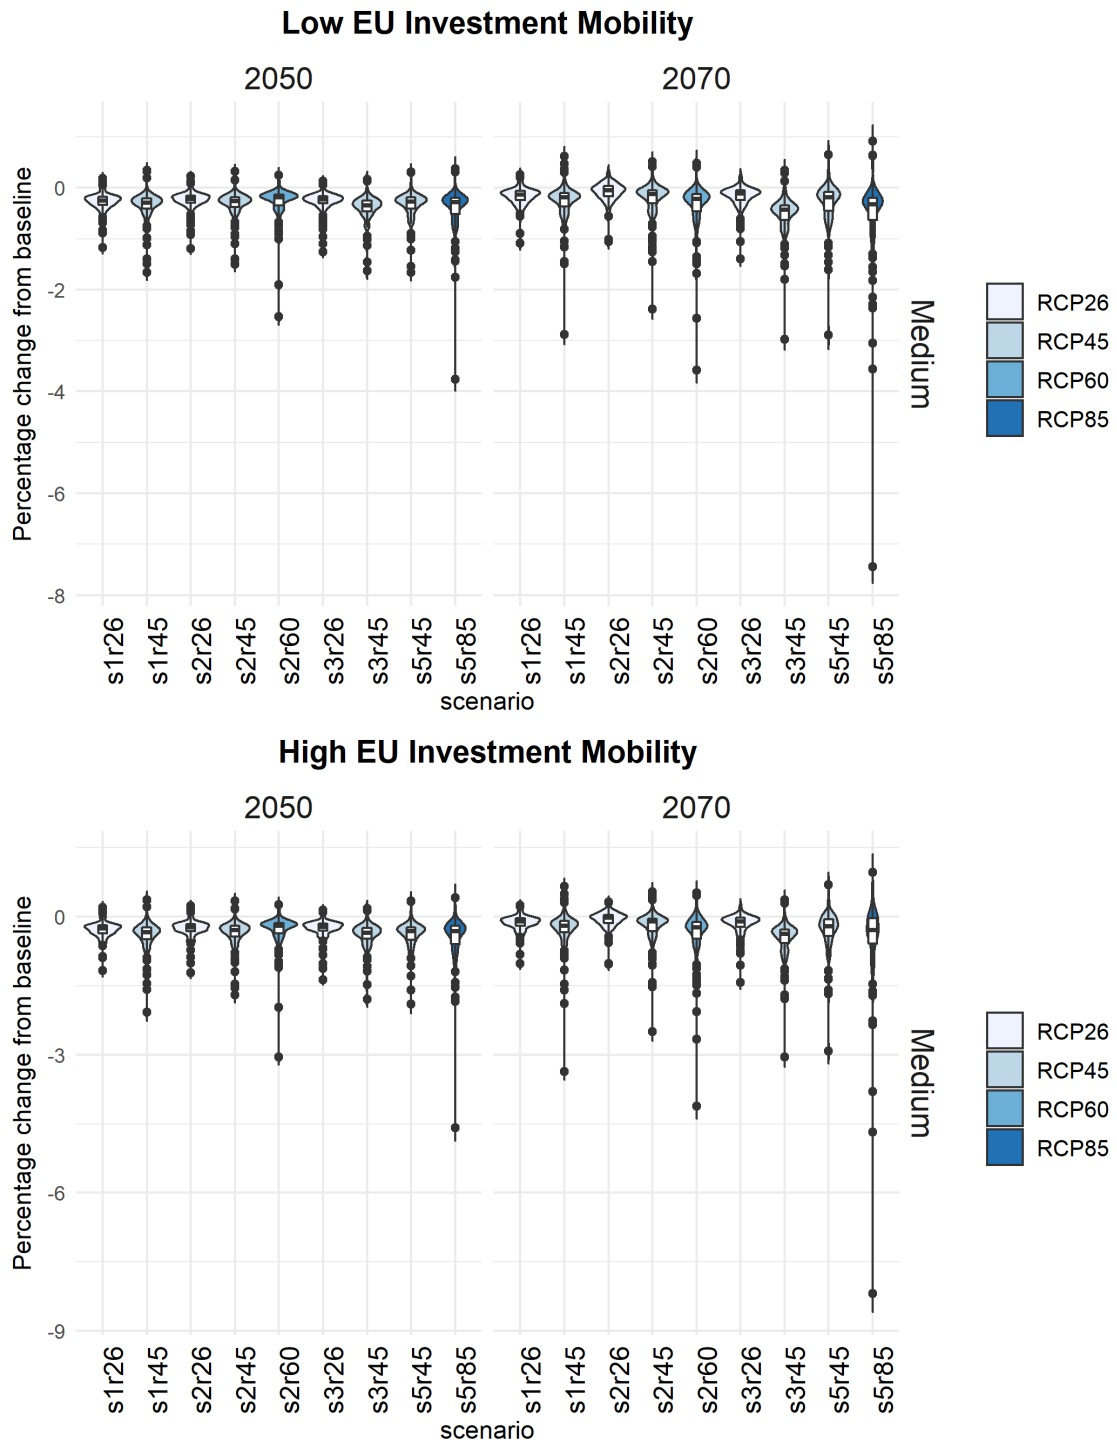 Low EU Investment Mobility
2050 2070
Percentage change from baseline
0
-2
-4
-6
-8
s1r26 s1r45 s2r26 s2r45 s2r60 s3r26 s3r45 s5r45 s5r85 s1r26 s1r45 s2r26 s2r45 s2r60 s3r26 s3r45 s5r45 s5r85
scenario
Medium
RCP26
RCP45
RCP60
RCP85
High EU Investment Mobility
2050 2070
Percentage change from baseline
0
-3
-6
-9
s1r26 s1r45 s2r26 s2r45 s2r60 s3r26 s3r45 s5r45 s5r85 s1r26 s1r45 s2r26 s2r45 s2r60 s3r26 s3r45 s5r45 s5r85
scenario
Medium
RCP26
RCP45
RCP60
RCP85